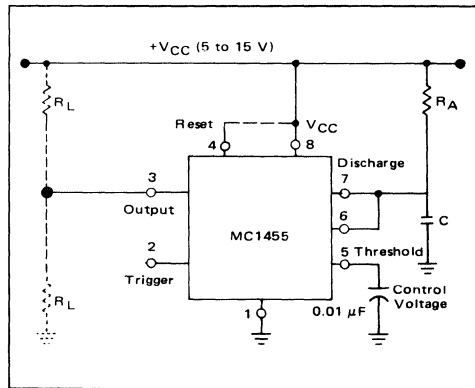 +VCC (5 to 15 V)
RL
RA
Reset
VCC
4
8
3
Discharge
7
Output
MC1455
6
C
2
5 Threshold
Trigger
Control
Voltage
1
0.01 µF
RL